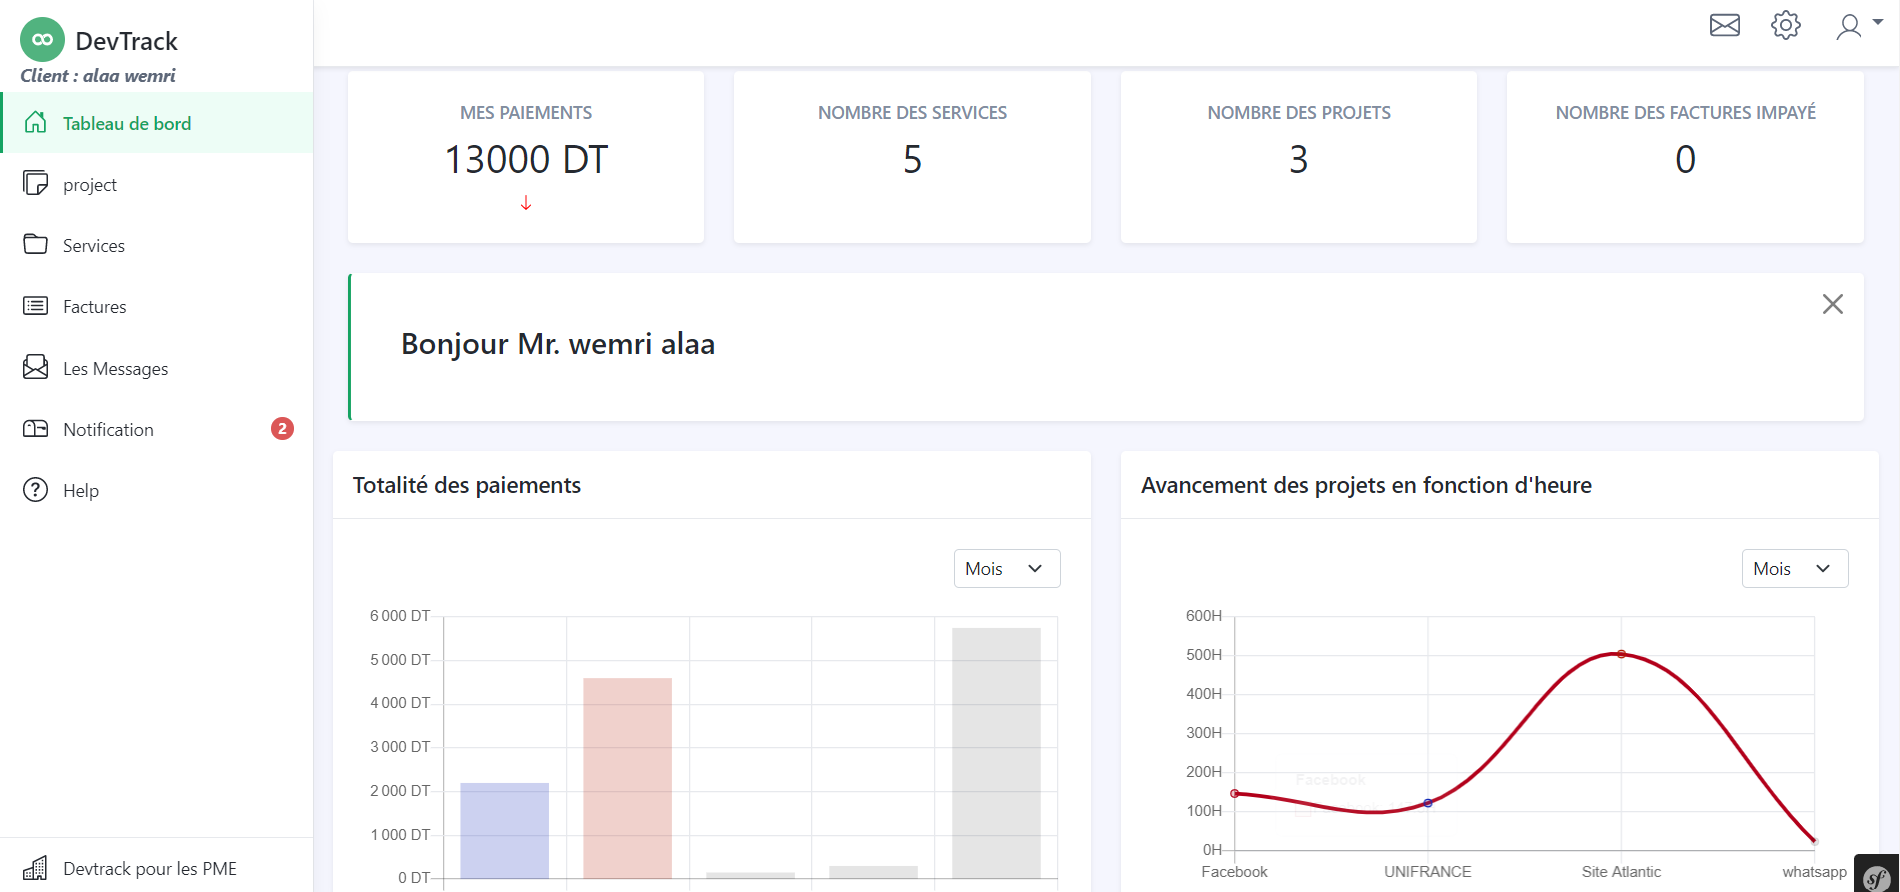 DevTrack
Client : alaa wemri
Tableau de bord
project
Services
Factures
Les Messages
Notification 2
Help
Devtrack pour les PME
MES PAIEMENTS
13000 DT
NOMBRE DES SERVICES
5
NOMBRE DES PROJETS
3
NOMBRE DES FACTURES IMPAYÉ
0
Bonjour Mr. wemri alaa
Totalité des paiements
Mois
6 000 DT
5 000 DT
4 000 DT
3 000 DT
2 000 DT
1 000 DT
0 DT
Avancement des projets en fonction d'heure
Mois
600H
500H
400H
300H
200H
100H
0H
Facebook
Facebook UNIFRANCE Site Atlantic whatsapp
sf